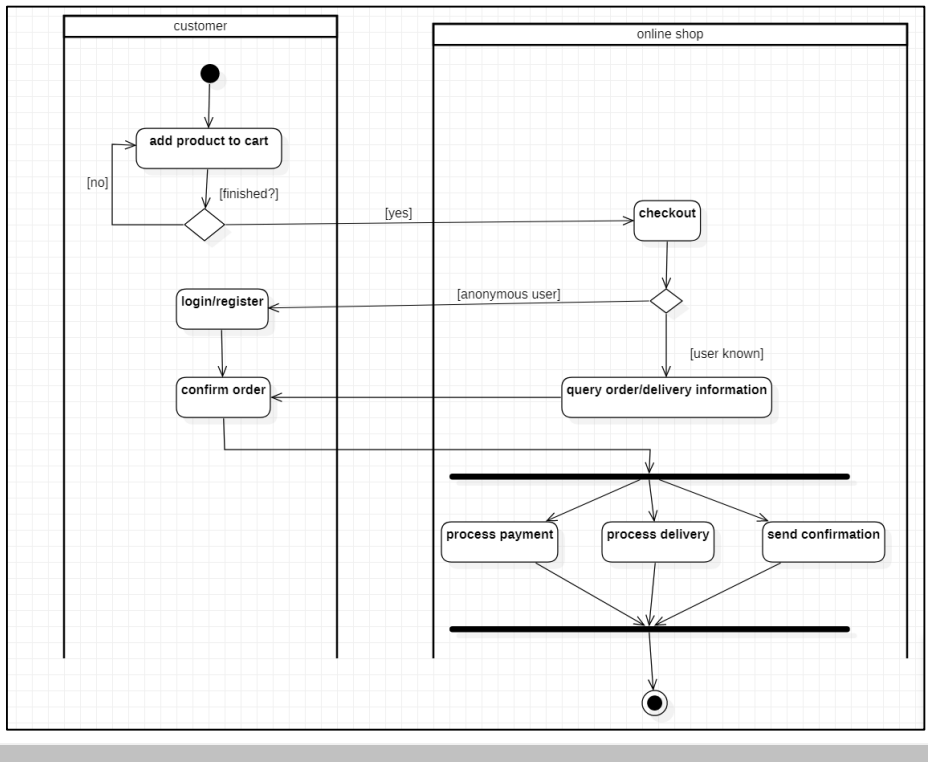 customer
online shop
add product to cart
[no]
[finished?]
[yes]
checkout
[anonymous user]
login/register
[user known]
confirm order
query order/delivery information
process payment
process delivery
send confirmation